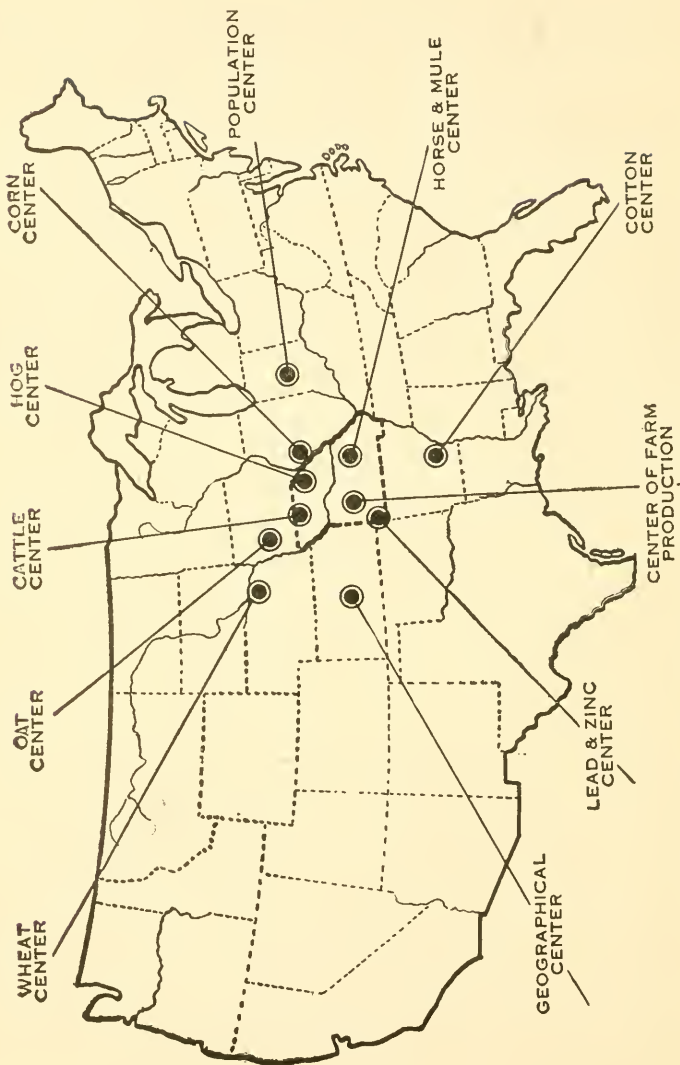 WHEAT
CENTER
OAT
CENTER
CATTLE
CENTER
HOG
CENTER
CORN
CENTER
POPULATION
CENTER
HORSE & MULE
CENTER
COTTON
CENTER
CENTER OF FARM
PRODUCTION
LEAD & ZINC
CENTER
GEOGRAPHICAL
CENTER